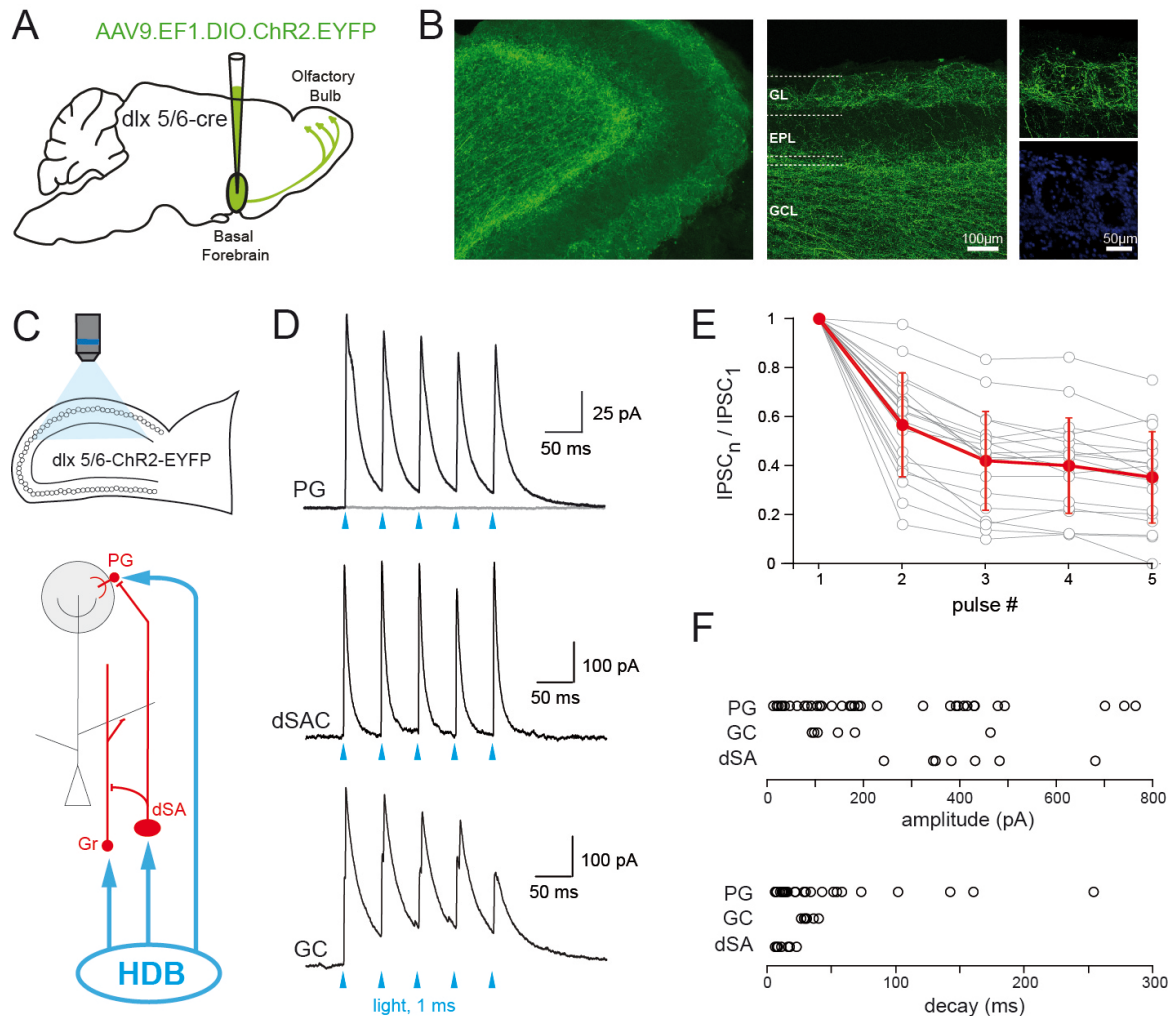 A
AAV9.EF1.DIO.ChR2.EYFP
dlx 5/6-cre
Olfactory
Bulb
Basal
Forebrain
B
GL
EPL
GCL
100µm
50µm
C
dlx 5/6-ChR2-EYFP
PG
dSA
Gr
HDB
D
25 pA
50 ms
PG
100 pA
50 ms
dSAC
100 pA
50 ms
GC
light, 1 ms
E
IPSCn / IPSC1
1
0.8
0.6
0.4
0.2
0
1 2 3 4 5
pulse #
F
PG
GC
dSA
0 200 400 600 800
amplitude (pA)
PG
GC
dSA
0 100 200 300
decay (ms)